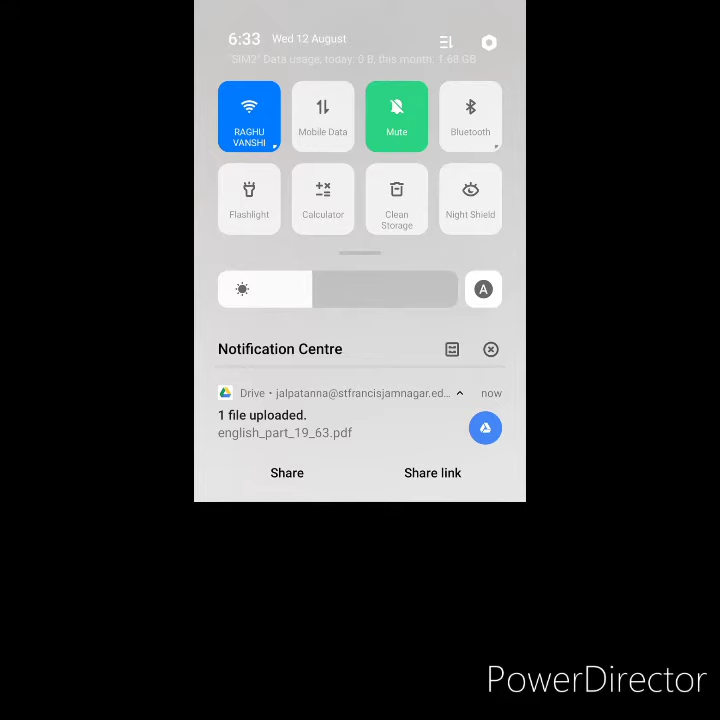 6:33 Wed 12 August
"SIM2" Data usage, today: 0 B, this month: 1.68 GB
RAGHU VANSHI
Mobile Data
Mute
Bluetooth
Flashlight
Calculator
Clean Storage
Night Shield
A
Notification Centre
Drive • jalpatanna@stfrancisjamnagar.ed... now
1 file uploaded.
english_part_19_63.pdf
Share Share link
PowerDirector